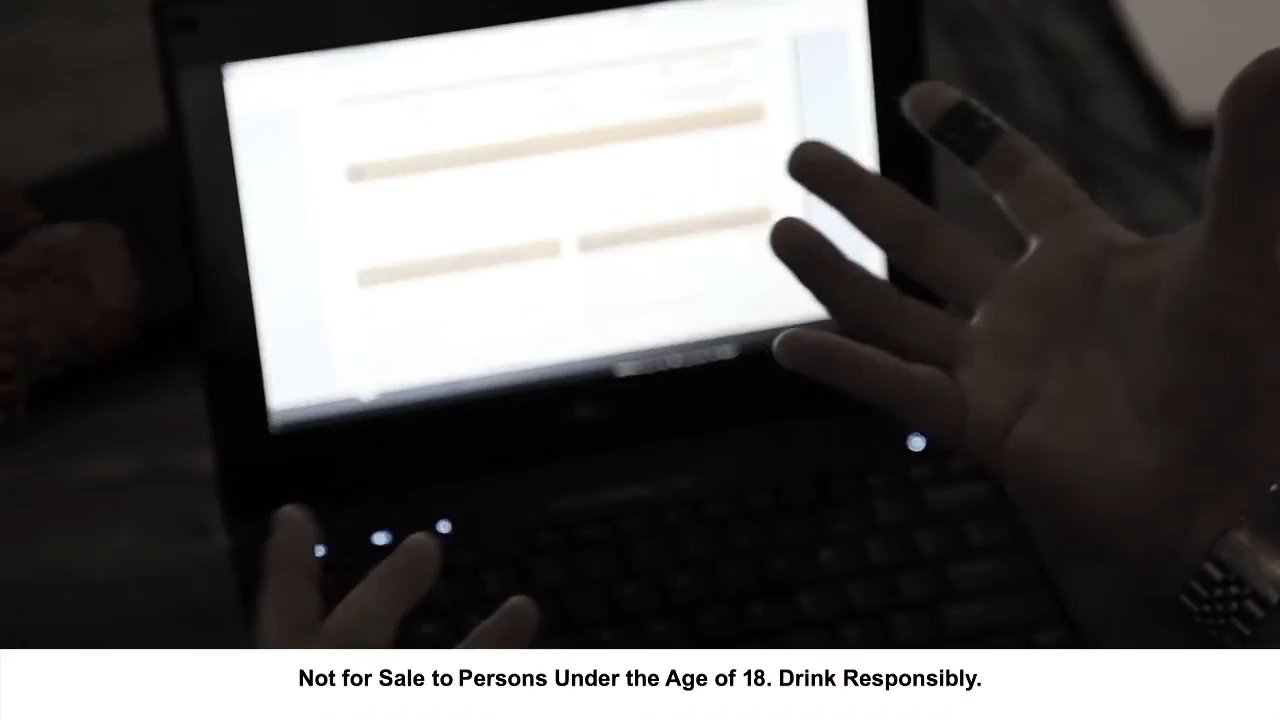 Not for Sale to Persons Under the Age of 18. Drink Responsibly.